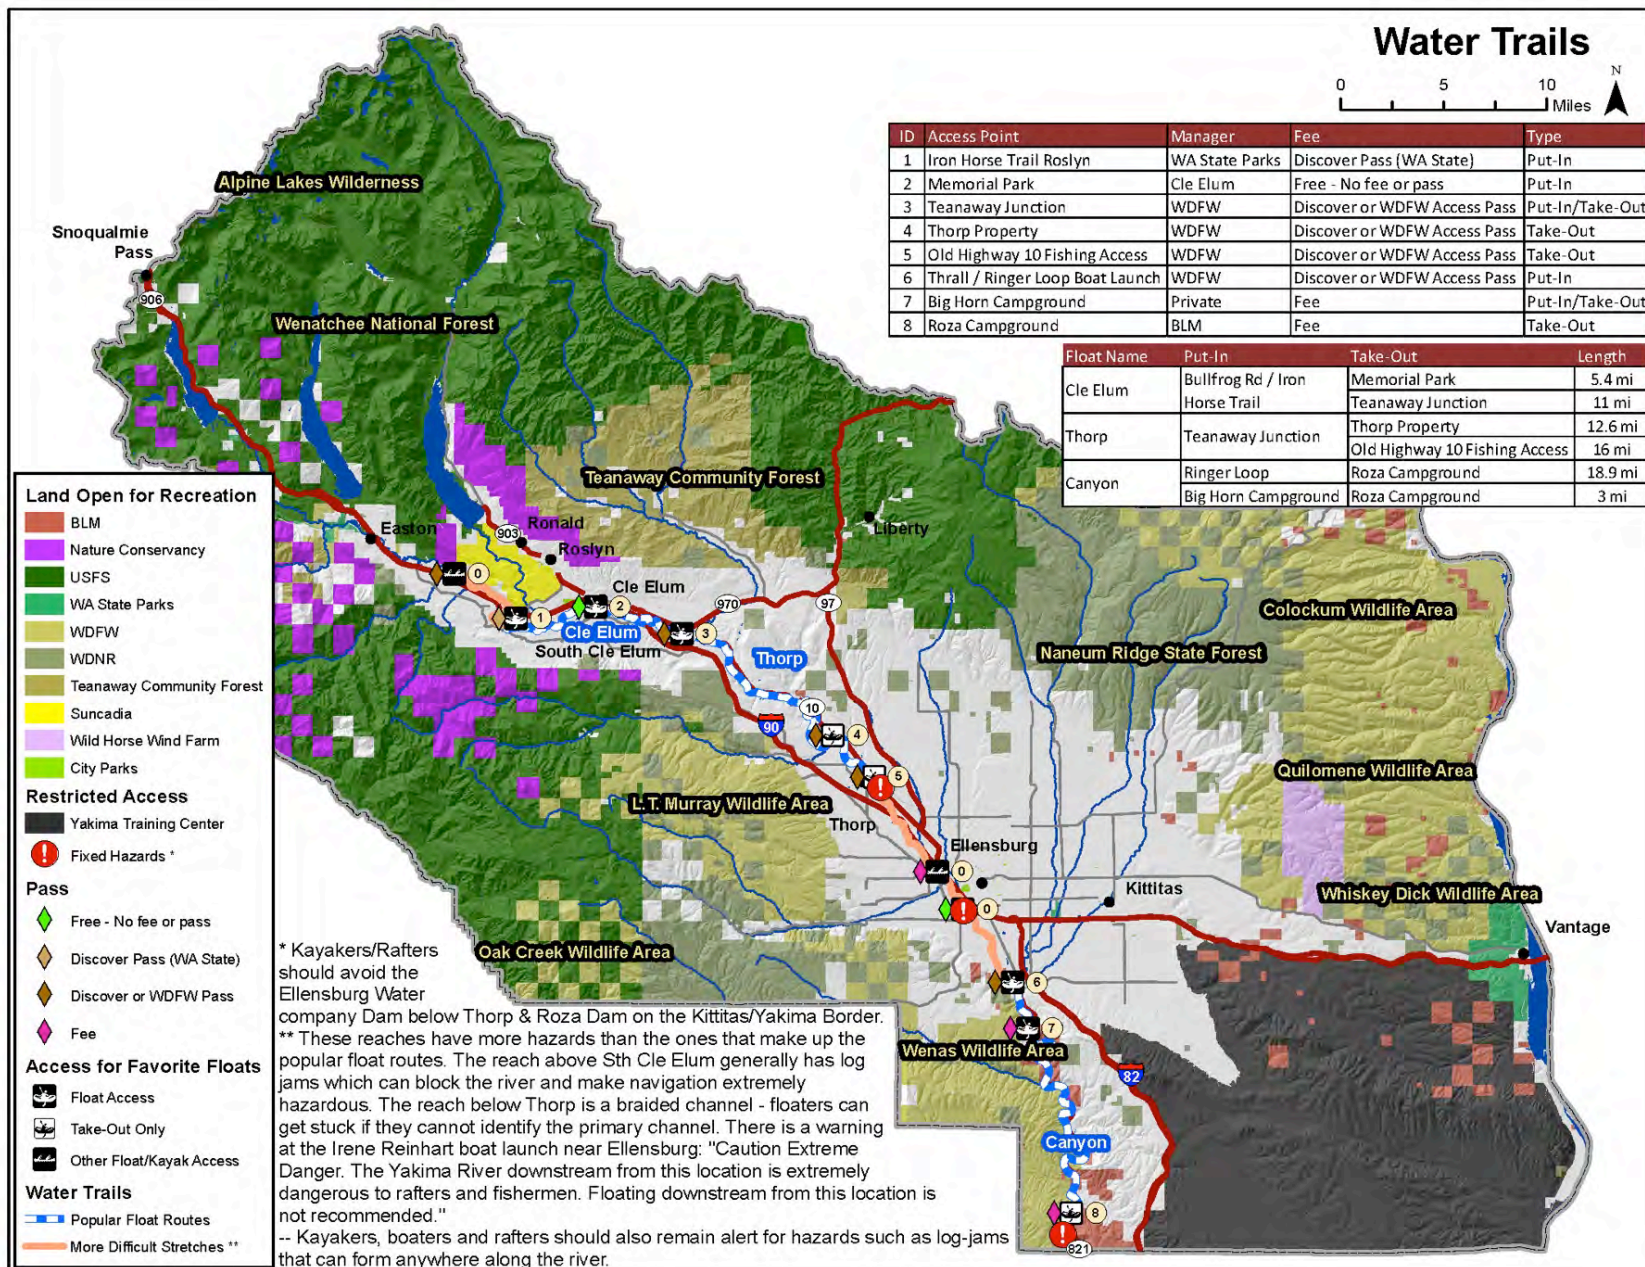 Water Trails
0 5 10 Miles
N
ID Access Point Manager Fee Type
1 Iron Horse Trail Roslyn WA State Parks Discover Pass (WA State) Put-In
2 Memorial Park Cle Elum Free - No fee or pass Put-In
3 Teanaway Junction WDFW Discover or WDFW Access Pass Put-In/Take-Out
4 Thorp Property WDFW Discover or WDFW Access Pass Take-Out
5 Old Highway 10 Fishing Access WDFW Discover or WDFW Access Pass Take-Out
6 Thrall / Ringer Loop Boat Launch WDFW Discover or WDFW Access Pass Put-In
7 Big Horn Campground Private Fee Put-In/Take-Out
8 Roza Campground BLM Fee Take-Out
Float Name Put-In Take-Out Length
Cle Elum Bullfrog Rd / Iron Horse Trail Memorial Park 5.4 mi
Teanaway Junction 11 mi
Thorp Teanaway Junction Thorp Property 12.6 mi
Old Highway 10 Fishing Access 16 mi
Canyon Ringer Loop Roza Campground 18.9 mi
Big Horn Campground Roza Campground 3 mi
Alpine Lakes Wilderness
Snoqualmie
Pass
906
Wenatchee National Forest
Teanaway Community Forest
Liberty
Easton
903
Ronald
Roslyn
0
Cle Elum
1
2
Cle Elum
South Cle Elum
3
970
97
Thorp
10
90
4
5
Colockum Wildlife Area
Naneum Ridge State Forest
Quilomene Wildlife Area
L.T. Murray Wildlife Area
Thorp
Ellensburg
0
0
Kittitas
Whiskey Dick Wildlife Area
Vantage
Oak Creek Wildlife Area
6
7
Wenas Wildlife Area
82
Canyon
8
821
Land Open for Recreation
BLM
Nature Conservancy
USFS
WA State Parks
WDFW
WDNR
Teanaway Community Forest
Suncadia
Wild Horse Wind Farm
City Parks
Restricted Access
Yakima Training Center
! Fixed Hazards *
Pass
Free - No fee or pass
Discover Pass (WA State)
Discover or WDFW Pass
Fee
Access for Favorite Floats
Float Access
Take-Out Only
Other Float/Kayak Access
Water Trails
Popular Float Routes
More Difficult Stretches **
* Kayakers/Rafters
should avoid the
Ellensburg Water
company Dam below Thorp & Roza Dam on the Kittitas/Yakima Border.
** These reaches have more hazards than the ones that make up the
popular float routes. The reach above Sth Cle Elum generally has log
jams which can block the river and make navigation extremely
hazardous. The reach below Thorp is a braided channel - floaters can
get stuck if they cannot identify the primary channel. There is a warning
at the Irene Reinhart boat launch near Ellensburg: "Caution Extreme
Danger. The Yakima River downstream from this location is extremely
dangerous to rafters and fishermen. Floating downstream from this location is
not recommended."
-- Kayakers, boaters and rafters should also remain alert for hazards such as log-jams
that can form anywhere along the river.